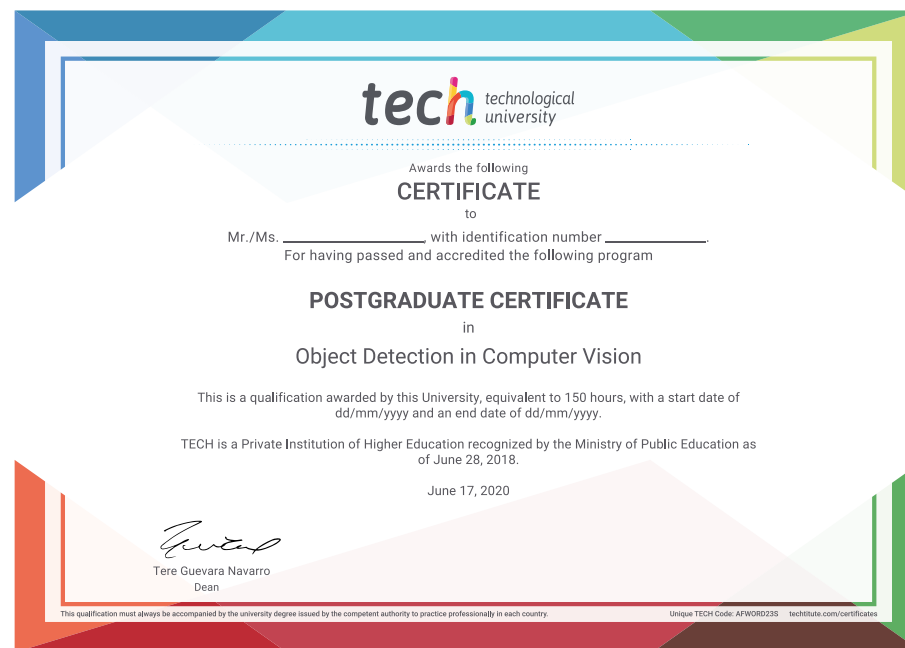 tech technological
university
Awards the following
CERTIFICATE
to
Mr./Ms. ____________________, with identification number ______________.
For having passed and accredited the following program
POSTGRADUATE CERTIFICATE
in
Object Detection in Computer Vision
This is a qualification awarded by this University, equivalent to 150 hours, with a start date of
dd/mm/yyyy and an end date of dd/mm/yyyy.
TECH is a Private Institution of Higher Education recognized by the Ministry of Public Education as
of June 28, 2018.
June 17, 2020
Tere Guevara Navarro
Dean
This qualification must always be accompanied by the university degree issued by the competent authority to practice professionally in each country. Unique TECH Code: AFWORD23S techtitute.com/certificates